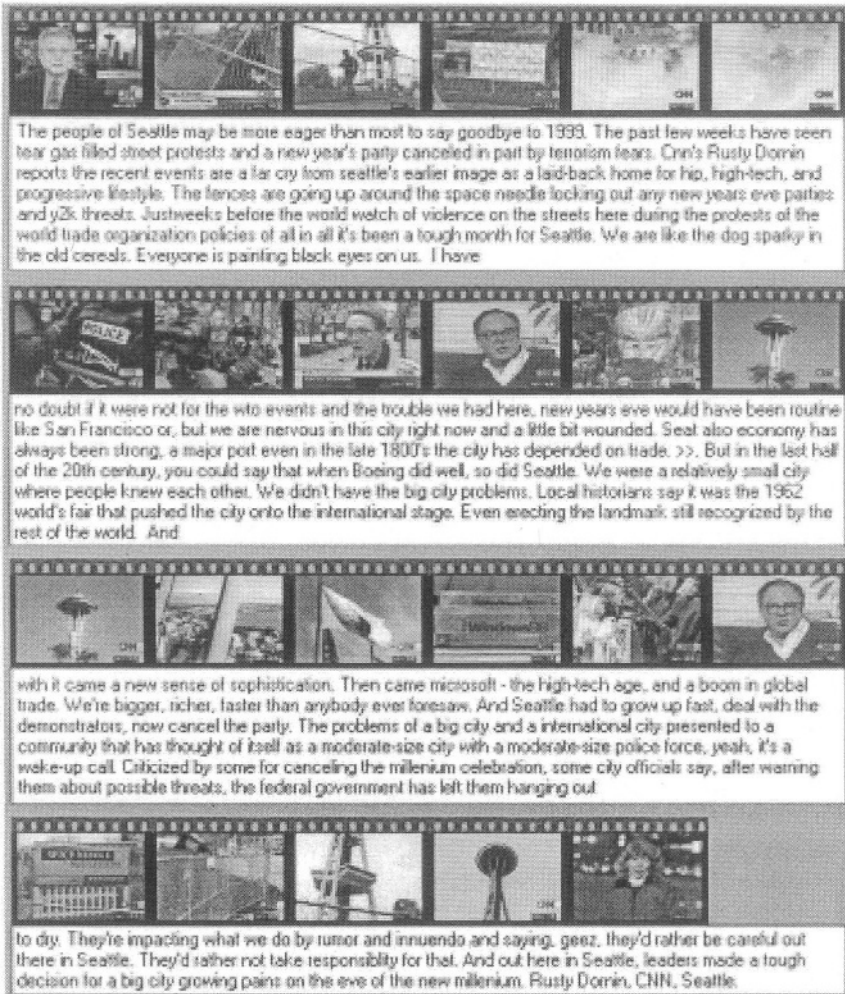 CNN
CNN
The people of Seattle may be more eager than most to say goodbye to 1999. The past few weeks have seen
tear gas filled street protests and a new year's party canceled in part by terrorism fears. Cnn's Rusty Dornin
reports the recent events are a far cry from seattle's earlier image as a laid-back home for hip, high-tech, and
progressive lifestyle. The fences are going up around the space needle locking out any new years eve parties
and y2k threats. Justweeks before the world watch of violence on the streets here during the protests of the
world trade organization policies of all in all it's been a tough month for Seattle. We are like the dog sparky in
the old cereals. Everyone is painting black eyes on us. I have
POLICE
no doubt if it were not for the wto events and the trouble we had here, new years eve would have been routine
like San Francisco or, but we are nervous in this city right now and a little bit wounded. Seat also economy has
always been strong, a major port even in the late 1800's the city has depended on trade. >>. But in the last half
of the 20th century, you could say that when Boeing did well, so did Seattle. We were a relatively small city
where people knew each other. We didn't have the big city problems. Local historians say it was the 1962
world's fair that pushed the city onto the international stage. Even erecting the landmark still recognized by the
rest of the world. And
CNN
with it came a new sense of sophistication. Then came microsoft - the high-tech age, and a boom in global
trade. We're bigger, richer, faster than anybody ever foresaw. And Seattle had to grow up fast, deal with the
demonstrators, now cancel the party. The problems of a big city and a international city presented to a
community that has thought of itself as a moderate-size city with a moderate-size police force, yeah, it's a
wake-up call. Criticized by some for canceling the millenium celebration, some city officials say, after warning
them about possible threats, the federal government has left them hanging out
CNN
to dry. They're impacting what we do by rumor and innuendo and saying, geez, they'd rather be careful out
there in Seattle. They'd rather not take responsiblity for that. And out here in Seattle, leaders made a tough
decision for a big city growing pains on the eve of the new millenium. Rusty Dornin, CNN, Seattle.